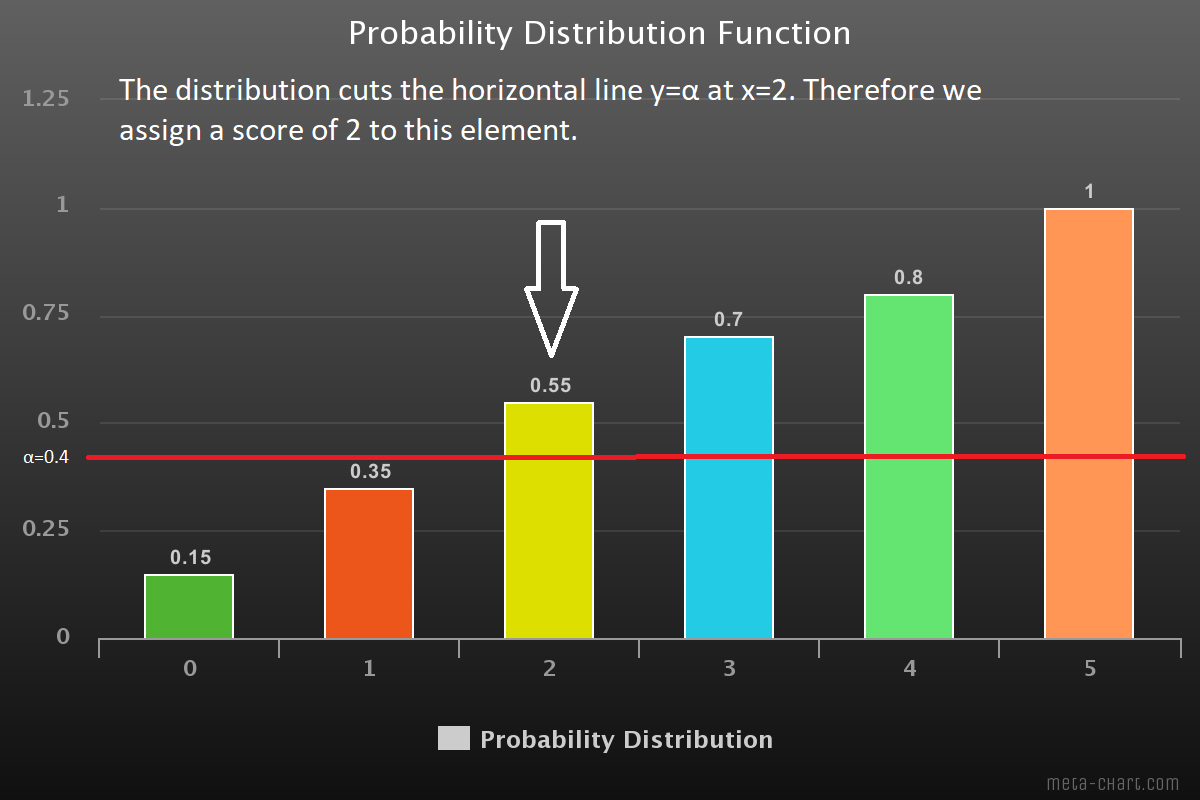 Probability Distribution Function
The distribution cuts the horizontal line y=α at x=2. Therefore we
assign a score of 2 to this element.
1.25
1
1
0.8
0.75
0.7
0.55
0.5
α=0.4
0.35
0.25
0.15
0
0 1 2 3 4 5
Probability Distribution
meta-chart.com